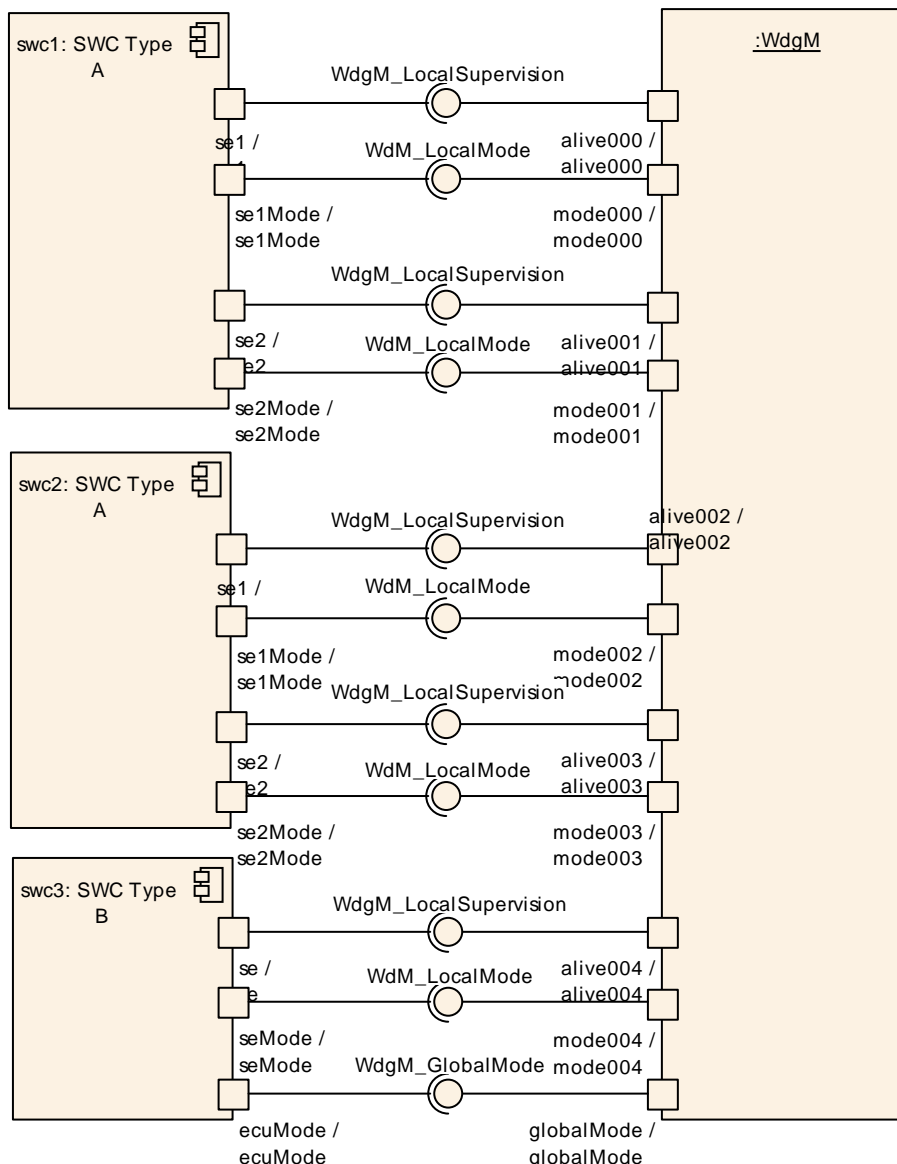 swc1: SWC Type
A
:WdgM
WdgM_LocalSupervision
se1 /
alive000 /
alive000
WdM_LocalMode
se1Mode /
se1Mode
mode000 /
mode000
WdgM_LocalSupervision
se2 /
se2
alive001 /
alive001
WdM_LocalMode
se2Mode /
se2Mode
mode001 /
mode001
swc2: SWC Type
A
WdgM_LocalSupervision
alive002 /
alive002
se1 /
WdM_LocalMode
se1Mode /
se1Mode
mode002 /
mode002
WdgM_LocalSupervision
se2 /
se2
alive003 /
alive003
WdM_LocalMode
se2Mode /
se2Mode
mode003 /
mode003
swc3: SWC Type
B
WdgM_LocalSupervision
se /
se
alive004 /
alive004
WdM_LocalMode
seMode /
seMode
mode004 /
mode004
WdgM_GlobalMode
ecuMode /
ecuMode
globalMode /
globalMode